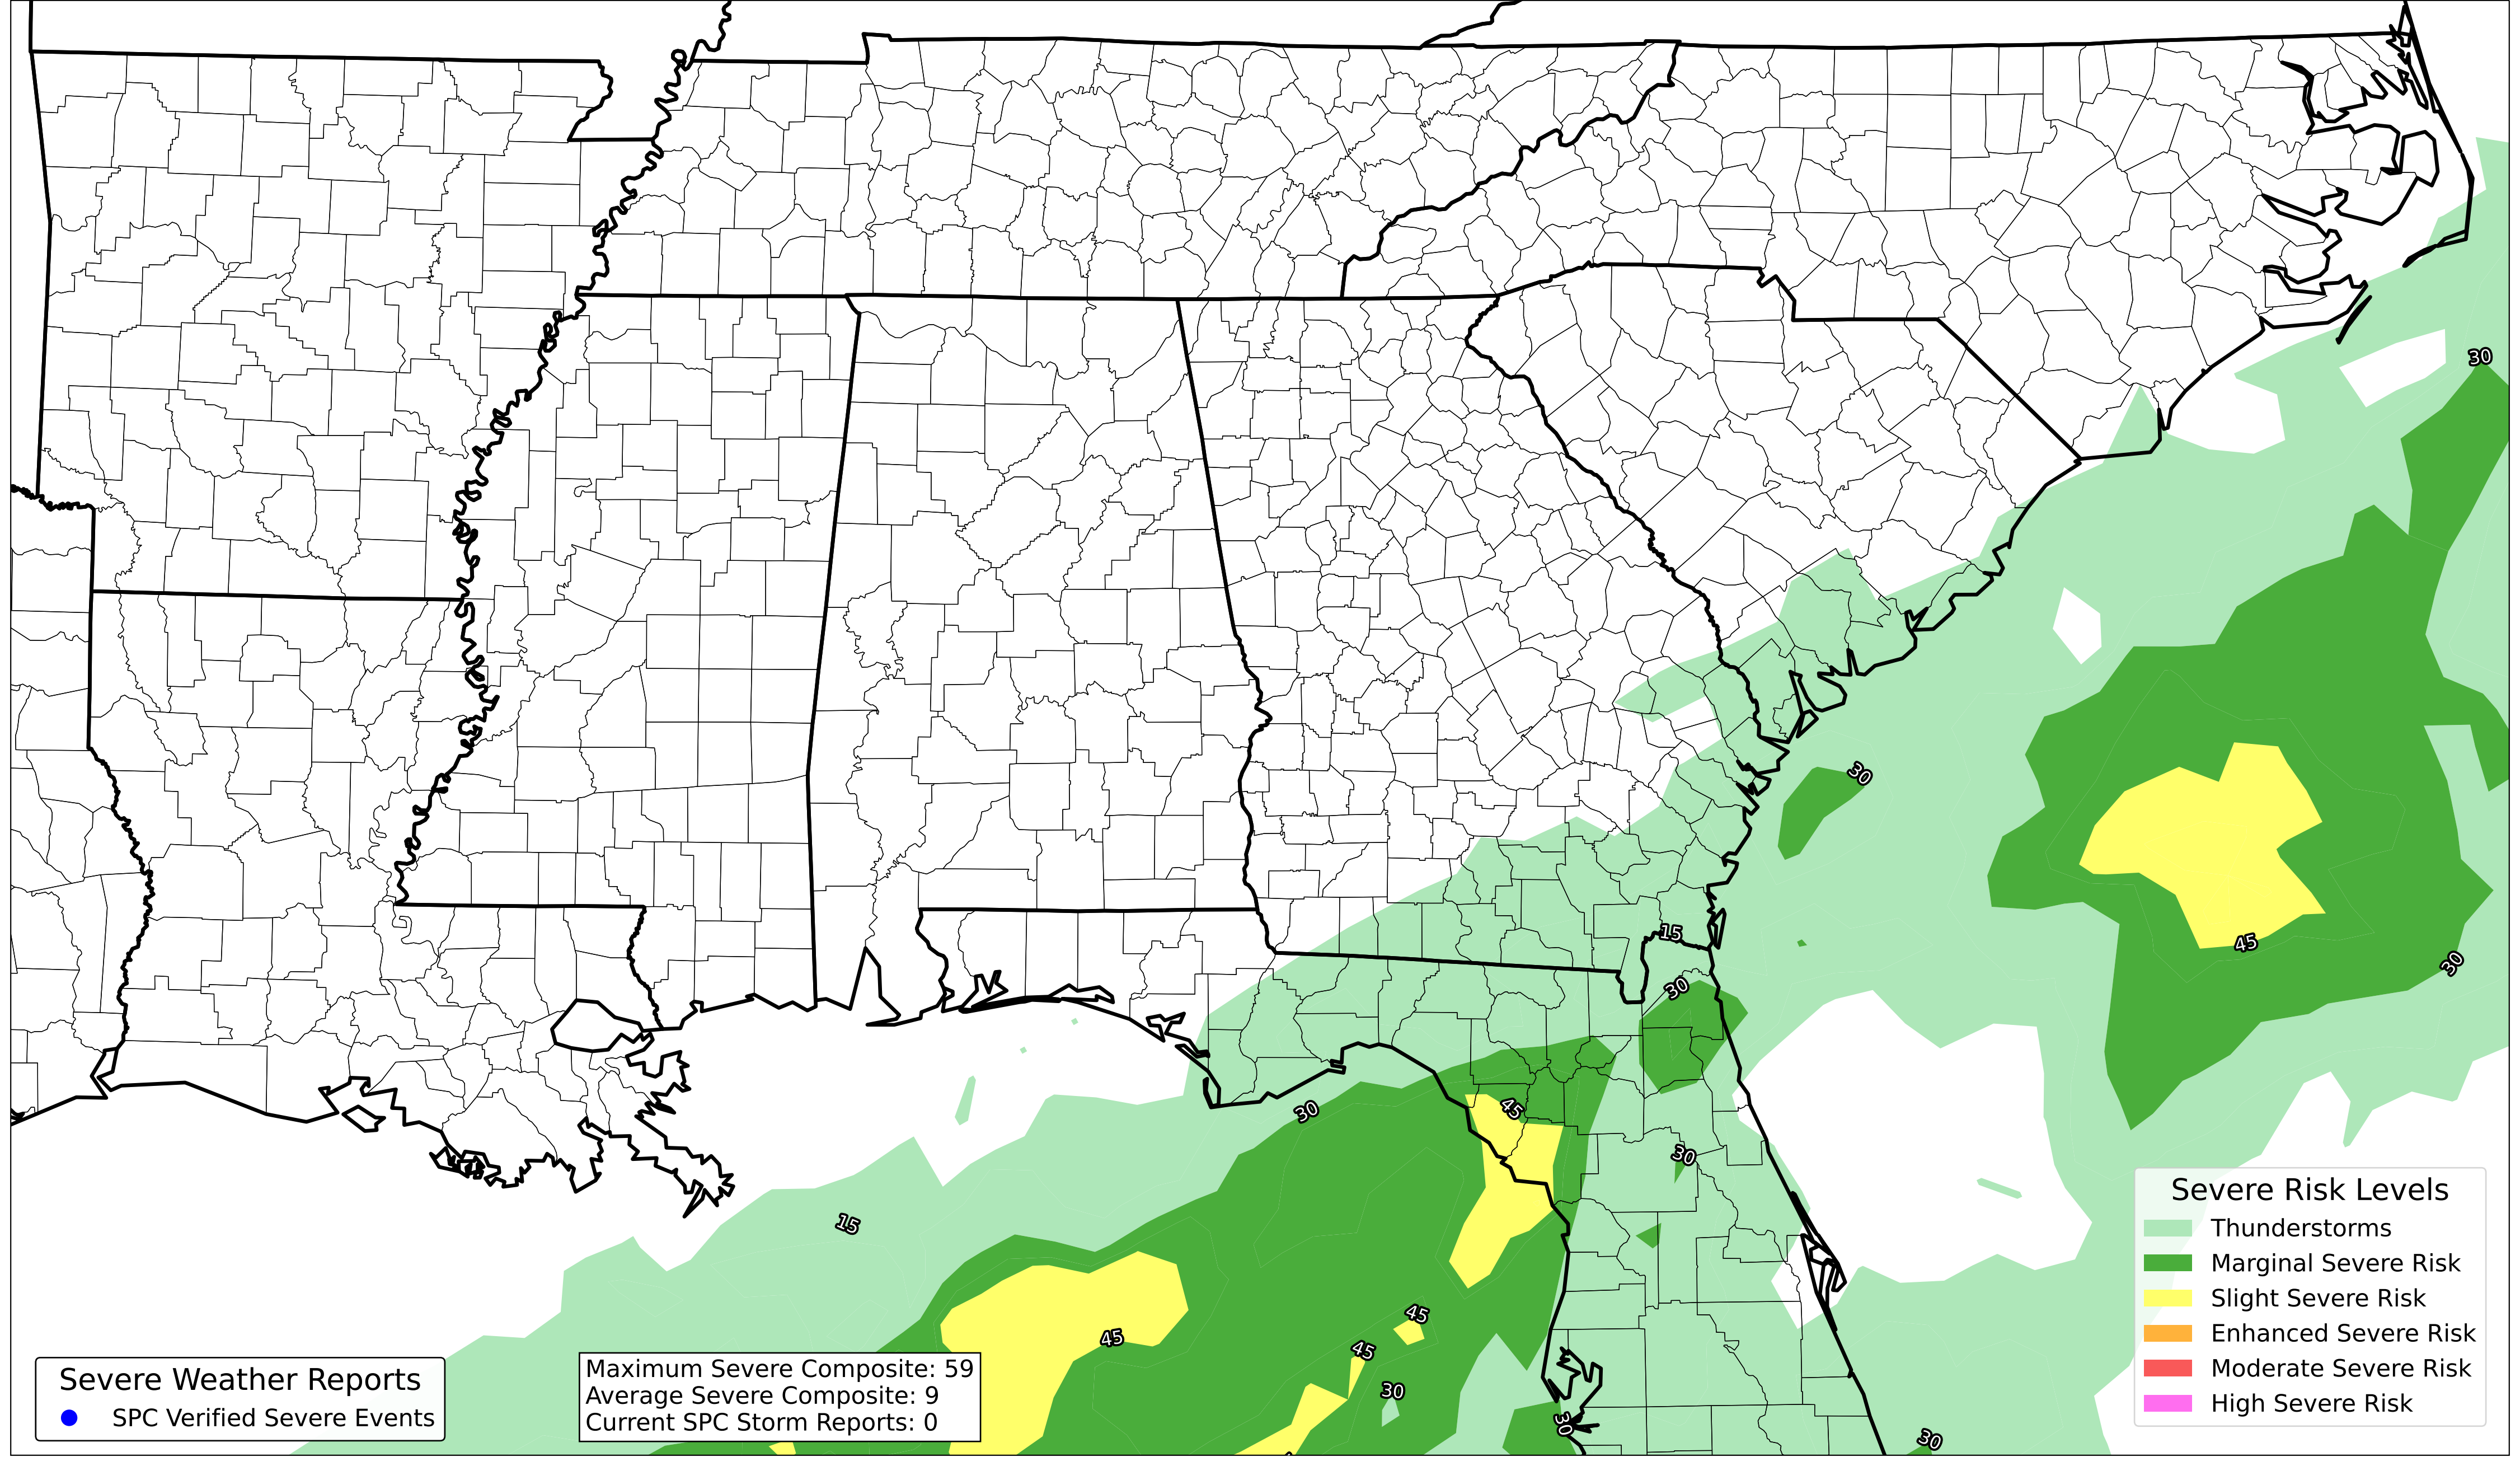 30
30
15
30
45
30
30
45
30
15
45
45
45
30
30
30
Severe Weather Reports
SPC Verified Severe Events
Maximum Severe Composite: 59
Average Severe Composite: 9
Current SPC Storm Reports: 0
Severe Risk Levels
Thunderstorms
Marginal Severe Risk
Slight Severe Risk
Enhanced Severe Risk
Moderate Severe Risk
High Severe Risk